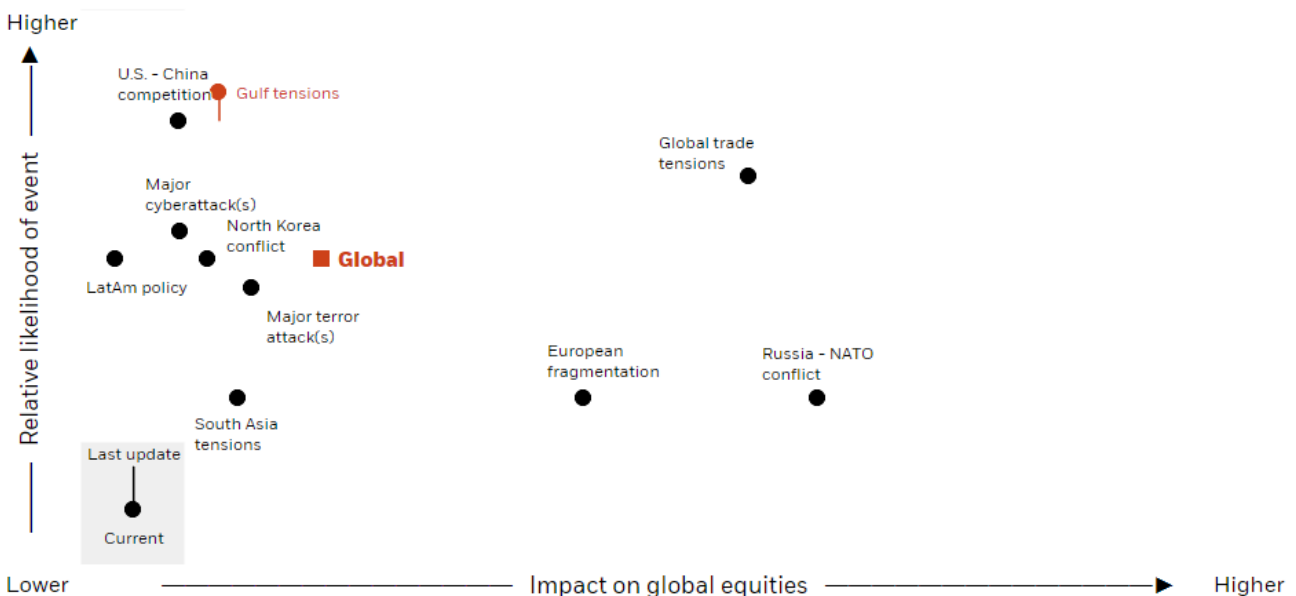 Higher
U.S. - China
competition
Gulf tensions
Global trade
tensions
Relative likelihood of event
Major
cyberattack(s)
North Korea
conflict
Global
LatAm policy
Major terror
attack(s)
European
fragmentation
Russia - NATO
conflict
South Asia
tensions
Last update
Current
Lower
Impact on global equities
Higher